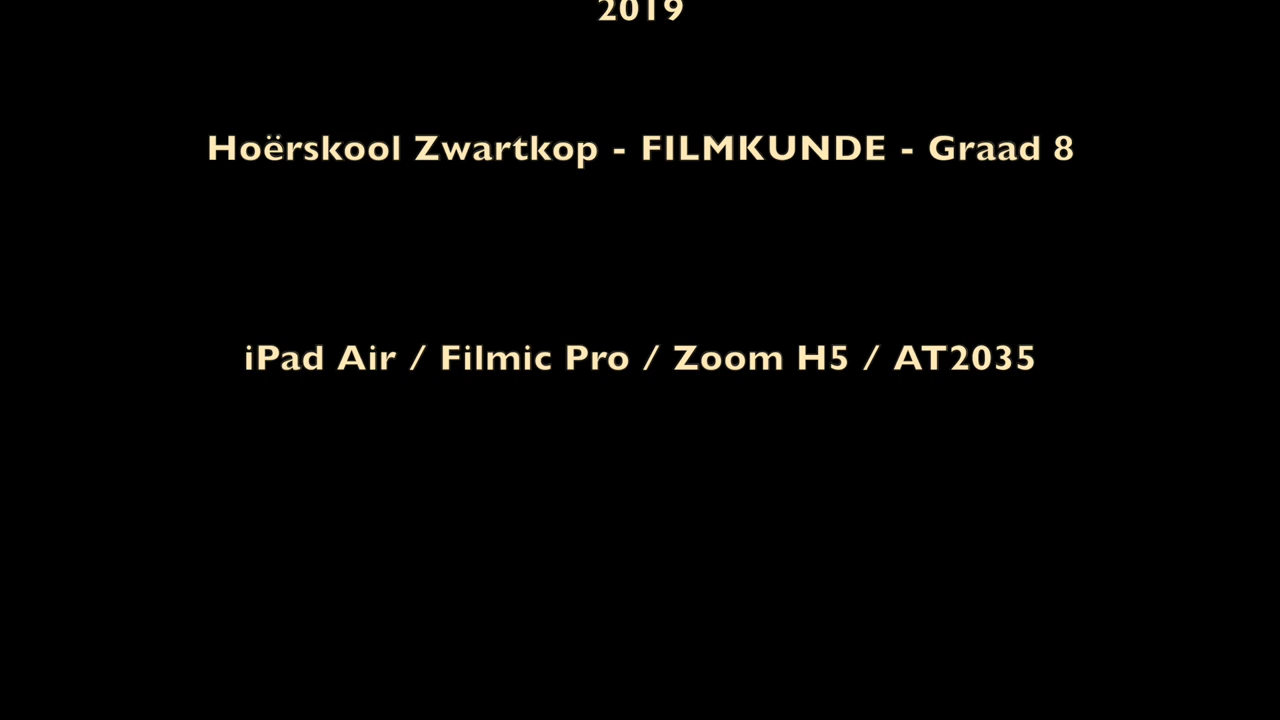 2019
Hoërskool Zwartkop - FILMKUNDE - Graad 8
iPad Air / Filmic Pro / Zoom H5 / AT2035